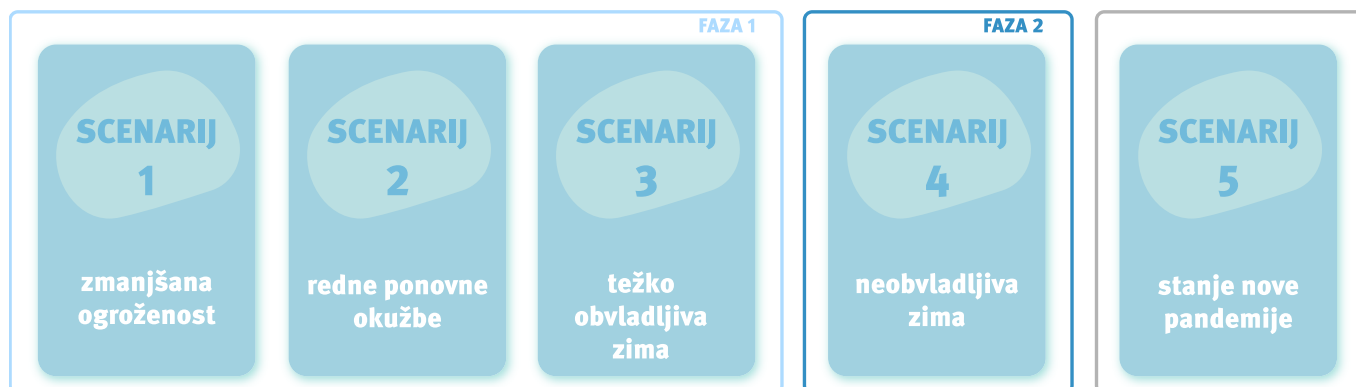 FAZA 1
SCENARIJ
1
zmanjšana
ogroženost
SCENARIJ
2
redne ponovne
okužbe
SCENARIJ
3
težko
obvladljiva
zima
FAZA 2
SCENARIJ
4
neobvladljiva
zima
SCENARIJ
5
stanje nove
pandemije